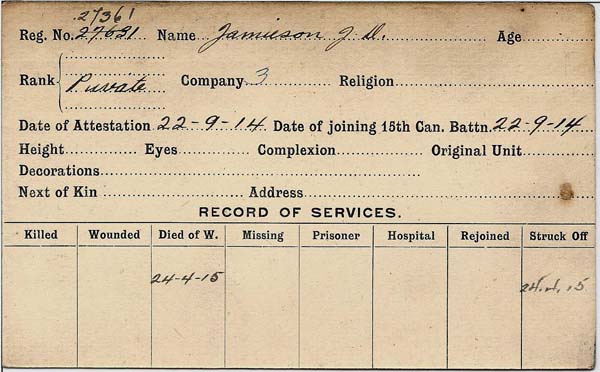 27361
Reg. No. 27631 Name Jamieson J. D. Age
Rank Private Company 3 Religion
Date of Attestation 22-9-14 Date of joining 15th Can. Battn. 22-9-14
Height Eyes Complexion Original Unit
Decorations
Next of Kin Address
RECORD OF SERVICES.
Killed Wounded Died of W. Missing Prisoner Hospital Rejoined Struck Off
24-4-15 24.4.15